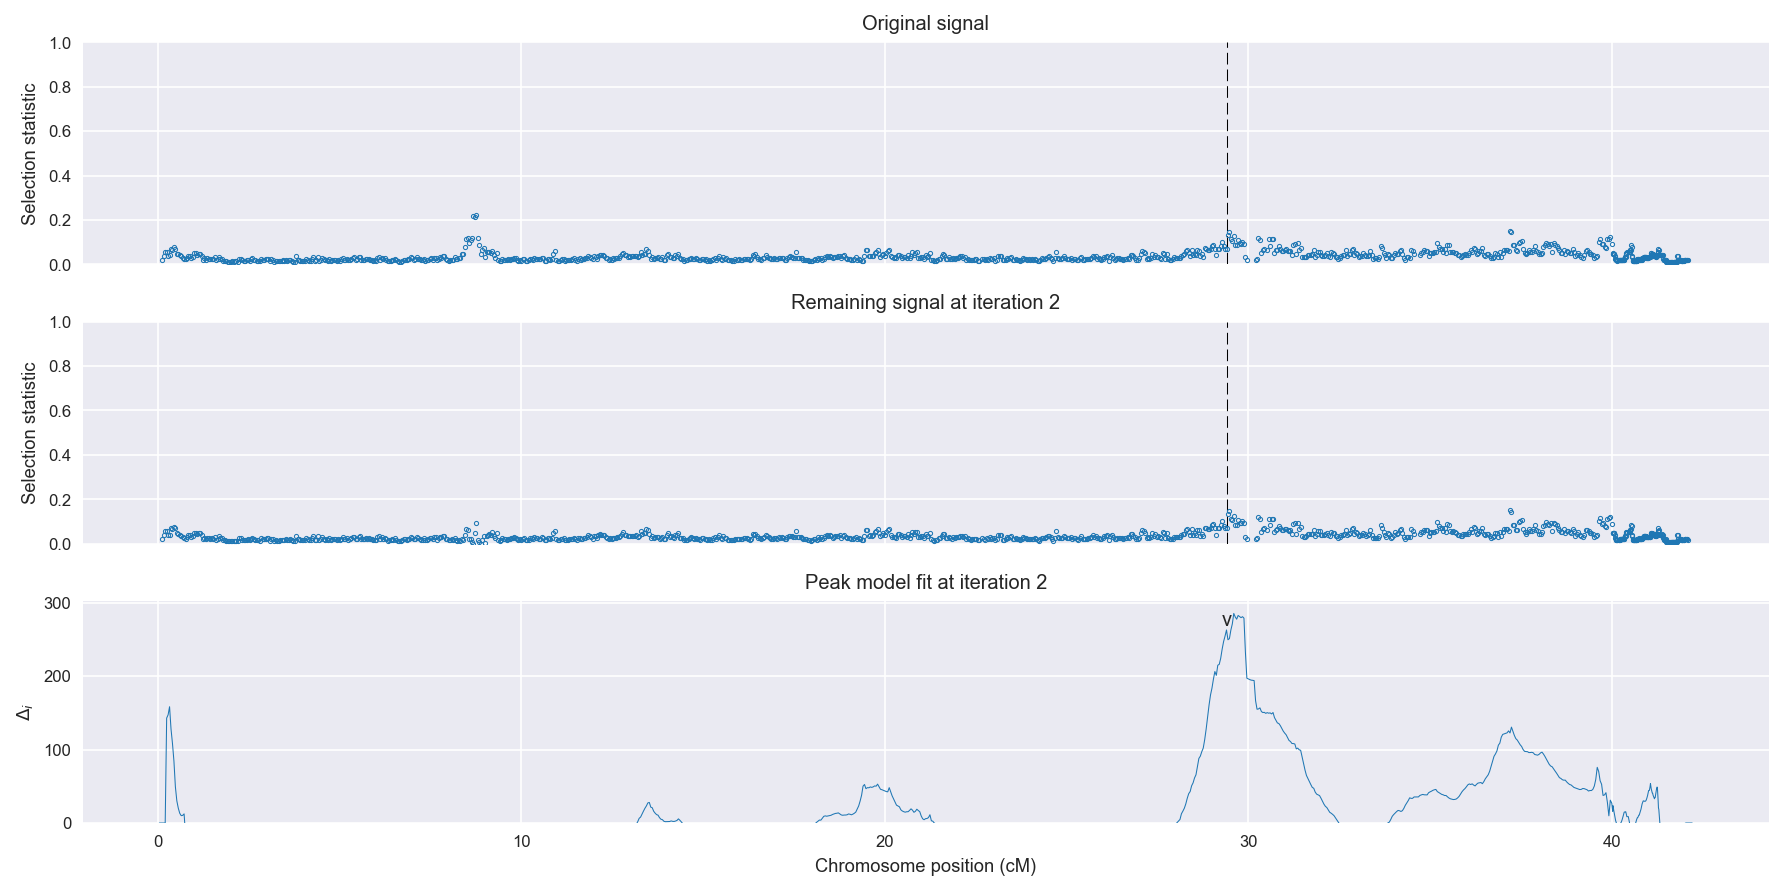 Original signal
1.0
0.8
0.6
0.4
0.2
0.0
Selection statistic
Remaining signal at iteration 2
1.0
0.8
0.6
0.4
0.2
0.0
Selection statistic
Peak model fit at iteration 2
300
200
100
0
Δi
v
0 10 20 30 40
Chromosome position (cM)